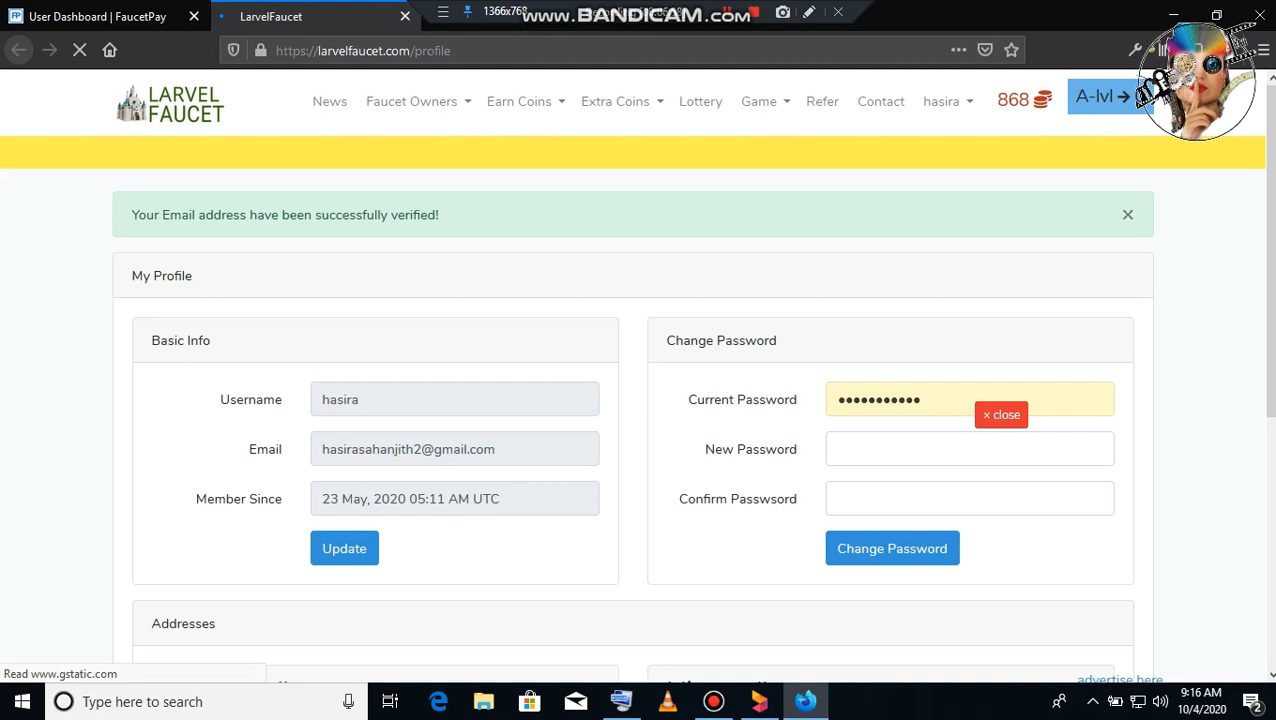 User Dashboard | FaucetPay
LarvelFaucet
1366x768
www.BANDICAM.com
https://larvelfaucet.com/profile
LARVEL
FAUCET
News
Faucet Owners
Earn Coins
Extra Coins
Lottery
Game
Refer
Contact
hasira
868
A-lvl
Your Email address have been successfully verified!
My Profile
Basic Info
Username
hasira
Email
hasirasahanjith2@gmail.com
Member Since
23 May, 2020 05:11 AM UTC
Update
Change Password
Current Password
× close
New Password
Confirm Passwsord
Change Password
Addresses
advertise here
Read www.gstatic.com
Type here to search
9:16 AM
10/4/2020
2